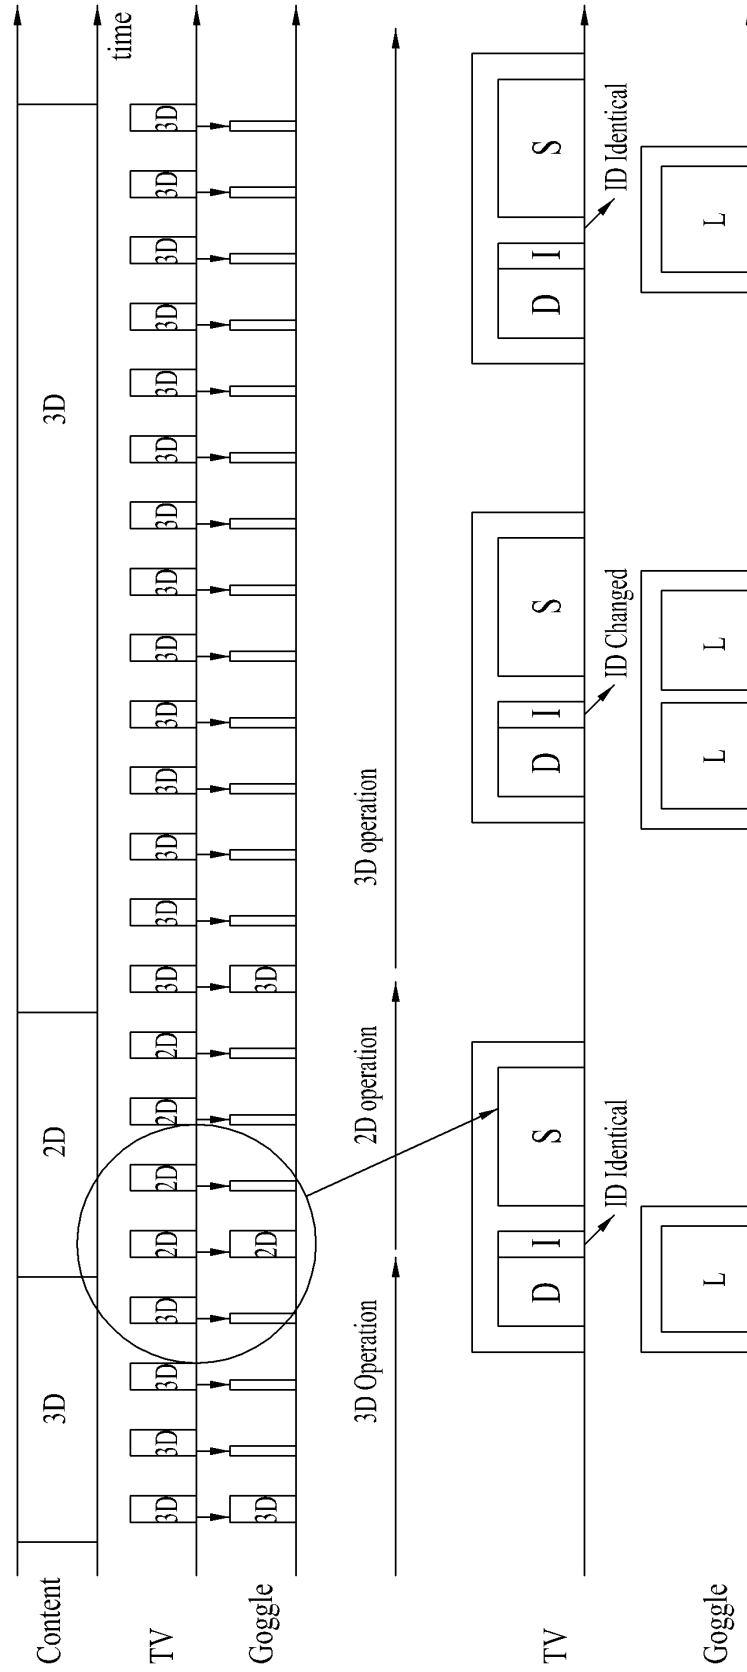 Content 3D 2D 3D
time
TV 3D 3D 3D 3D 2D 2D 2D 2D 3D 3D 3D 3D 3D 3D 3D 3D 3D 3D 3D 3D 3D 3D
Goggle 3D 2D 3D
3D Operation 2D operation 3D operation
TV D I S D I S D I S
ID Identical ID Changed ID Identical
Goggle L L L L